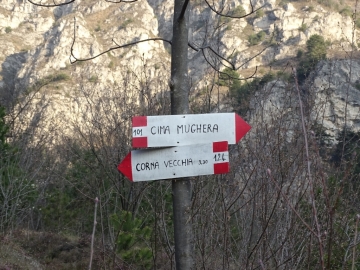 101 CIMA MUGHERA
CORNA VECCHIA 3.30 126